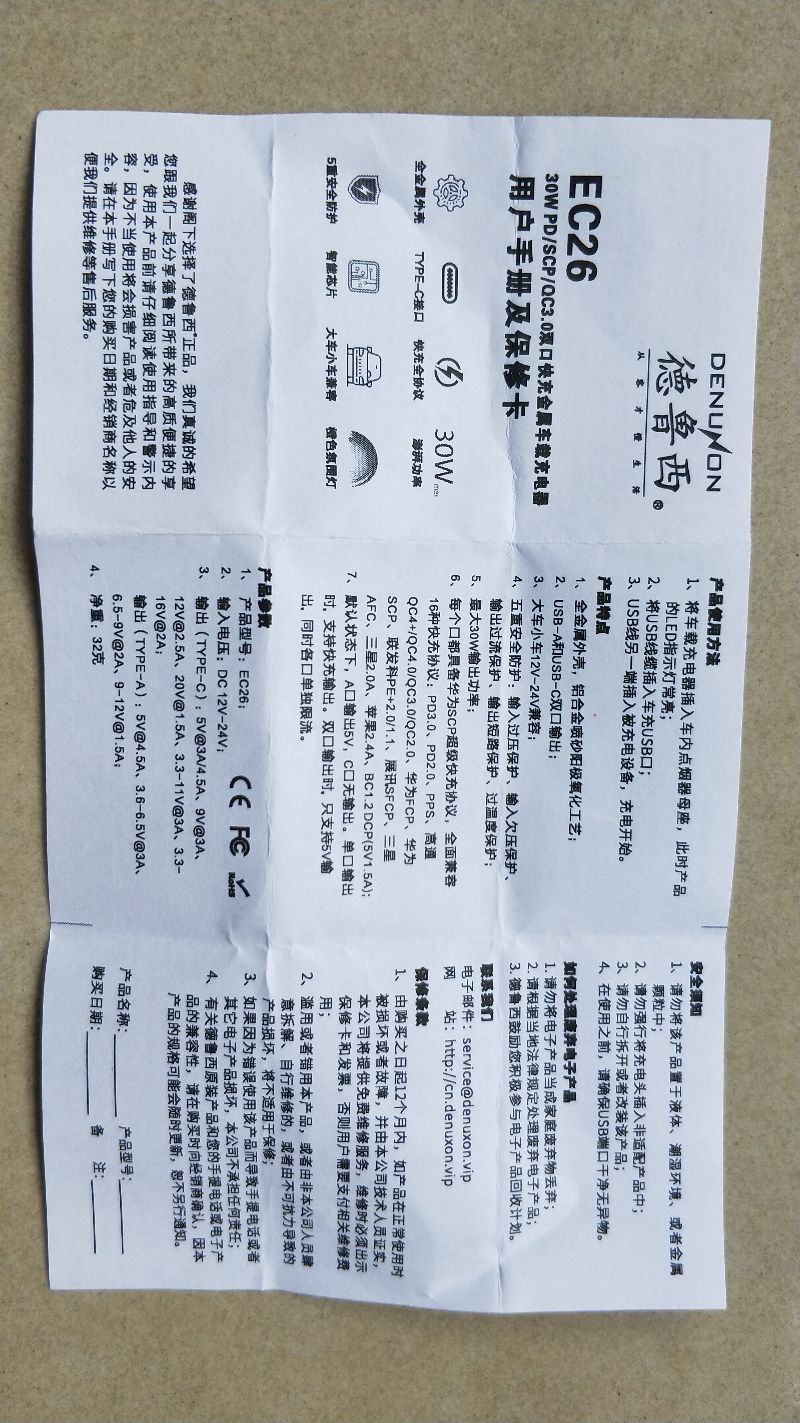 DENUXON
德鲁西®
从容才懂生活
EC26
30W PD/SCP/QC3.0双口快充金属车载充电器
用户手册及保修卡
全金属外壳 TYPE-C接口 快充全协议 30W 澎湃功率
5重安全防护 智能芯片 大车小车兼容 橙色氛围灯
感谢阁下选择了德鲁西®正品，我们真诚的希望
您跟我们一起分享德鲁西所带来的高质便捷的享
受，使用本产品前请仔细阅读使用指导和警示内
容，因为不当使用将会损害产品或者危及他人的安
全。请在本手册写下您的购买日期和经销商名称以
便我们提供维修等售后服务。
产品使用方法
1、将车载充电器插入车内点烟器母座，此时产品
的LED指示灯常亮；
2、将USB线缆插入车充USB口；
3、USB线另一端插入被充电设备，充电开始。
产品特点
1、全金属外壳，铝合金喷砂阳极氧化工艺；
2、USB-A和USB-C双口输出；
3、大车小车12V-24V兼容；
4、五重安全防护：输入过压保护、输入欠压保护、
输出过流保护、输出短路保护、过温度保护；
5、最大30W输出功率；
6、每个口都具备华为SCP超级快充协议，全面兼容
16种快充协议：PD3.0、PD2.0、PPS、高通
QC4+/QC4.0/QC3.0/QC2.0、华为FCP、华为
SCP、联发科PE+2.0/1.1、展讯SFCP、三星
AFC、三星2.0A、苹果2.4A、BC1.2 DCP(5V1.5A)；
7、默认状态下，A口输出5V，C口无输出。单口输出
时，支持快充输出。双口输出时，只支持5V输
出，同时各口单独限流。
产品参数
1、产品型号：EC26；
2、输入电压：DC 12V-24V；
3、输出（TYPE-C）：5V@3A/4.5A、9V@3A、
12V@2.5A、20V@1.5A、3.3-11V@3A、3.3-
16V@2A；
输出（TYPE-A）：5V@4.5A、3.6-6.5V@3A、
6.5-9V@2A、9-12V@1.5A；
4、净重：32克
CE FC RoHS
安全须知
1、请勿将该产品置于液体、潮湿环境、或者金属
颗粒中；
2、请勿强行将充电头插入非适配产品中；
3、请勿自行拆开或者改装该产品；
4、在使用之前，请确保USB端口干净无异物。
如何处理废弃电子产品
1. 请勿将电子产品当成家庭废弃物丢弃；
2. 请根据当地法律规定处理废弃电子产品；
3. 德鲁西鼓励您积极参与电子产品回收计划。
联系我们
电子邮件：service@denuxon.vip
网 站：http://cn.denuxon.vip
保修条款
1、由购买之日起12个月内，如产品在正常使用时
被损坏或者故障，并由本公司技术人员证实，
本公司将提供免费维修服务，维修时必须出示
保修卡和发票，否则用户需要支付相关维修费
用；
2、滥用或者错用本产品，或者由非本公司人员肆
意拆解、自行维修的，或者由不可抗力导致的
产品损坏，将不适用于保修；
3、如果因为错误使用该产品而导致手提电话或者
其它电子产品损坏，本公司不承担任何责任；
4、有关德鲁西原装产品和您的手提电话或电子产
品的兼容性，请在购买时向经销商确认，因本
产品的规格可能会随时更新，恕不另行通知。
产品名称： 产品型号：
购买日期： 备 注：